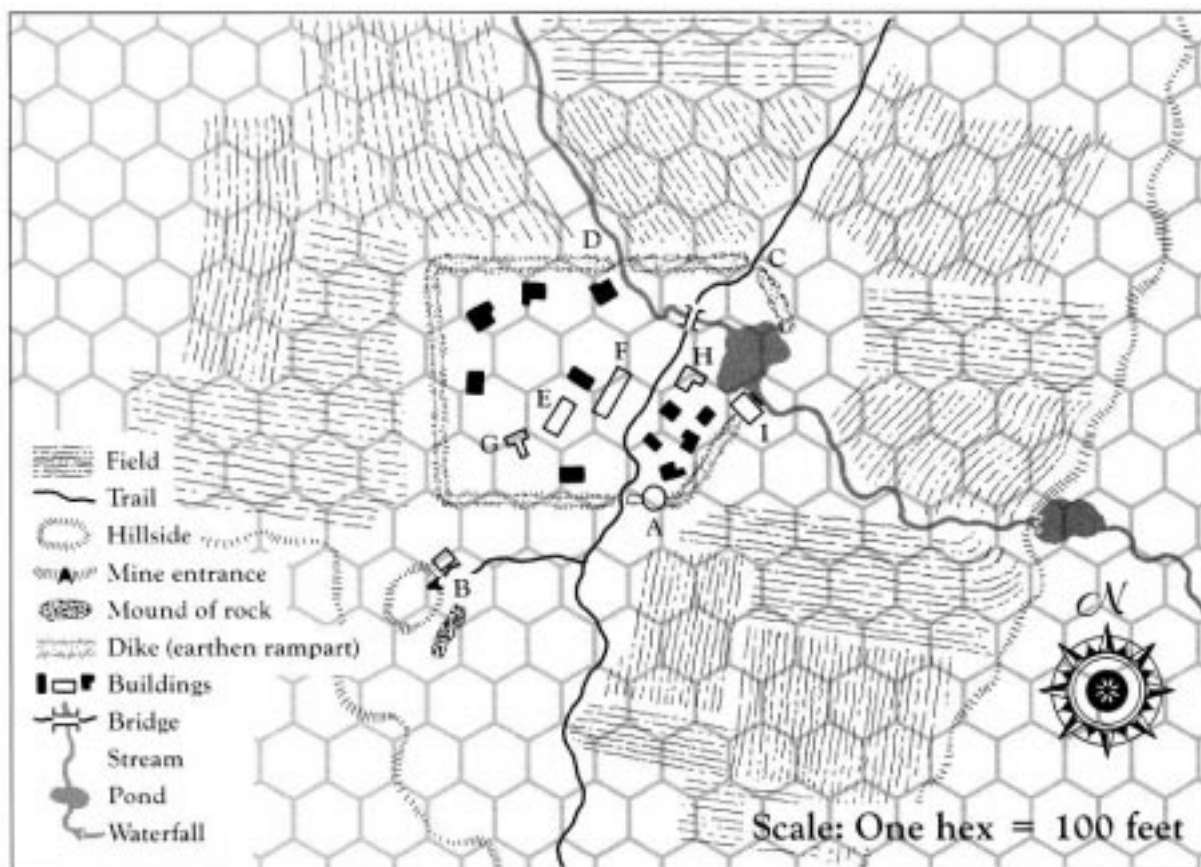 D
C
F
H
E
I
G
A
B
Field
Trail
Hillside
Mine entrance
Mound of rock
Dike (earthen rampart)
Buildings
Bridge
Stream
Pond
Waterfall
N
Scale: One hex = 100 feet